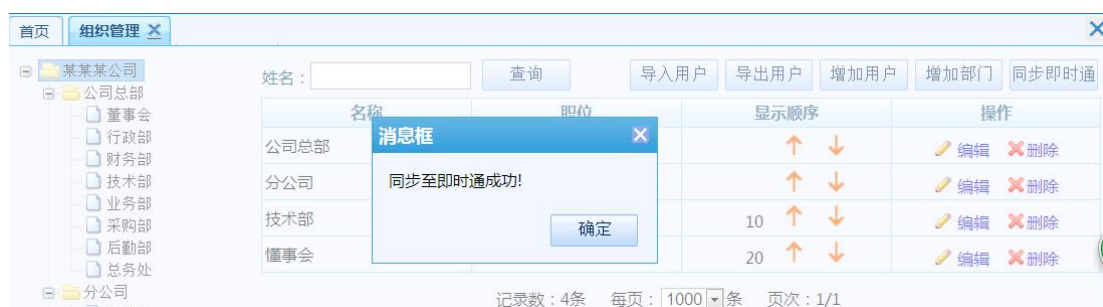 首页 组织管理
某某某公司
公司总部
董事会
行政部
财务部
技术部
业务部
采购部
后勤部
总务处
分公司
姓名： 查询 导入用户 导出用户 增加用户 增加部门 同步即时通
名称 职位 显示顺序 操作
公司总部 编辑 删除
分公司 编辑 删除
技术部 10 编辑 删除
懂事会 20 编辑 删除
消息框
同步至即时通成功!
确定
记录数：4条 每页：1000条 页次：1/1